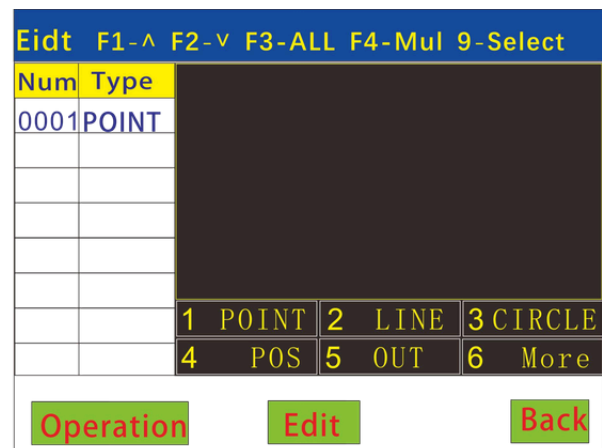 Eidt F1-^ F2-v F3-ALL F4-Mul 9-Select
Num Type
0001 POINT
1 POINT 2 LINE 3 CIRCLE
4 POS 5 OUT 6 More
Operation Edit Back